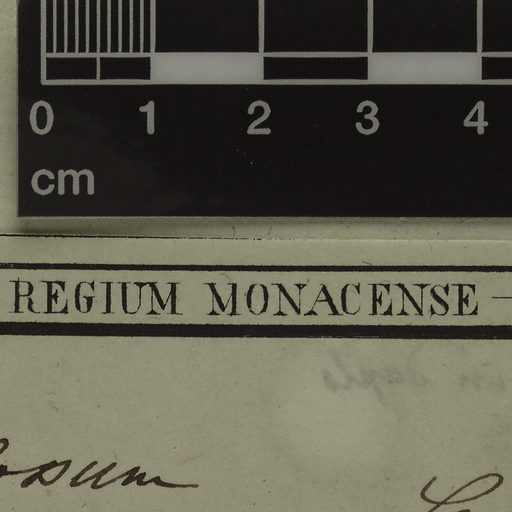 0 1 2 3 4
cm
REGIUM MONACENSE —
osum